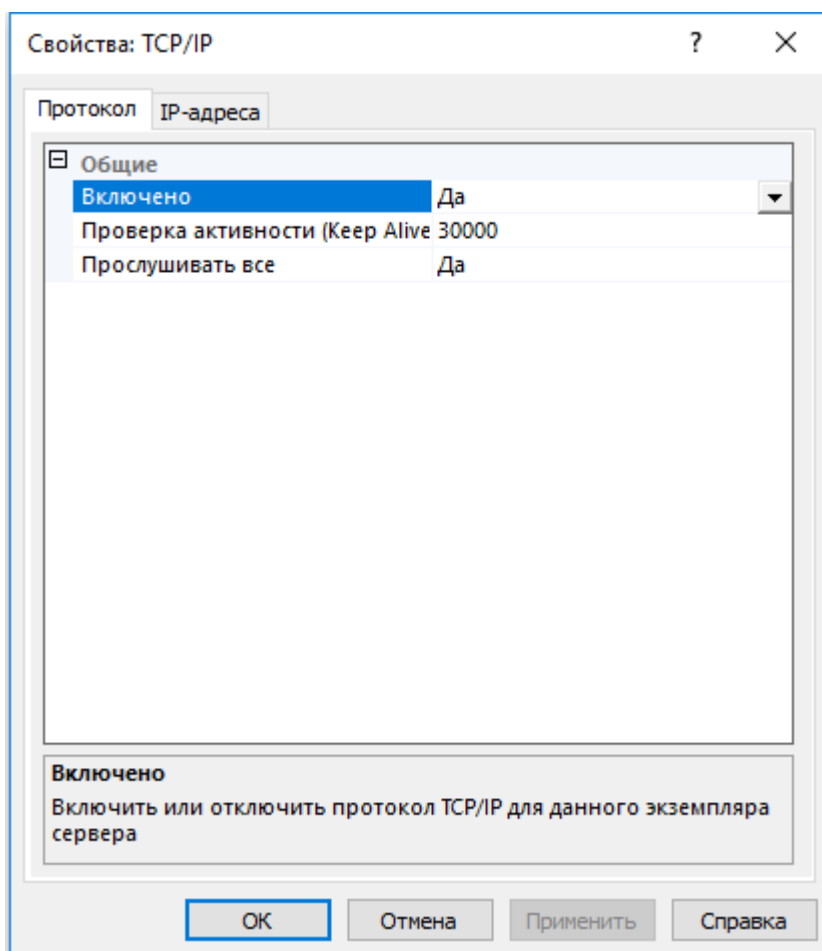 Свойства: TCP/IP
Протокол IP-адреса
Общие
Включено Да
Проверка активности (Keep Alive 30000
Прослушивать все Да
Включено
Включить или отключить протокол TCP/IP для данного экземпляра
сервера
ОК Отмена Применить Справка